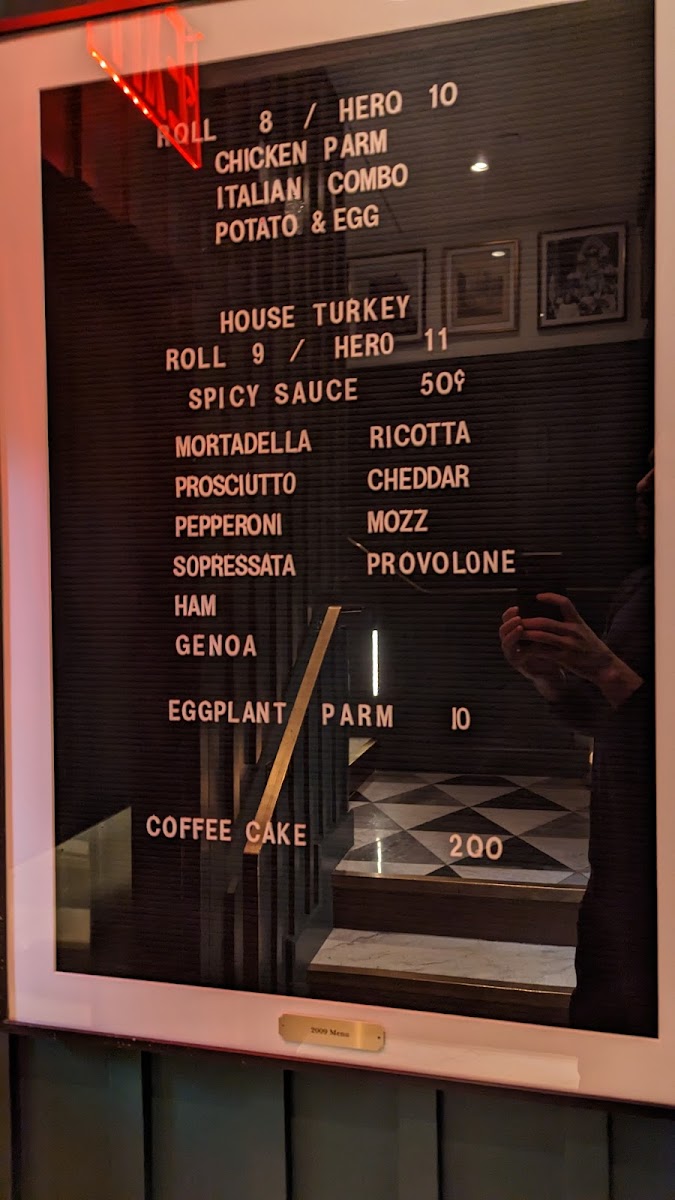 ROLL 8 / HERO 10
CHICKEN PARM
ITALIAN COMBO
POTATO & EGG
HOUSE TURKEY
ROLL 9 / HERO 11
SPICY SAUCE 50¢
MORTADELLA RICOTTA
PROSCIUTTO CHEDDAR
PEPPERONI MOZZ
SOPRESSATA PROVOLONE
HAM
GENOA
EGGPLANT PARM 10
COFFEE CAKE 200
2009 Menu